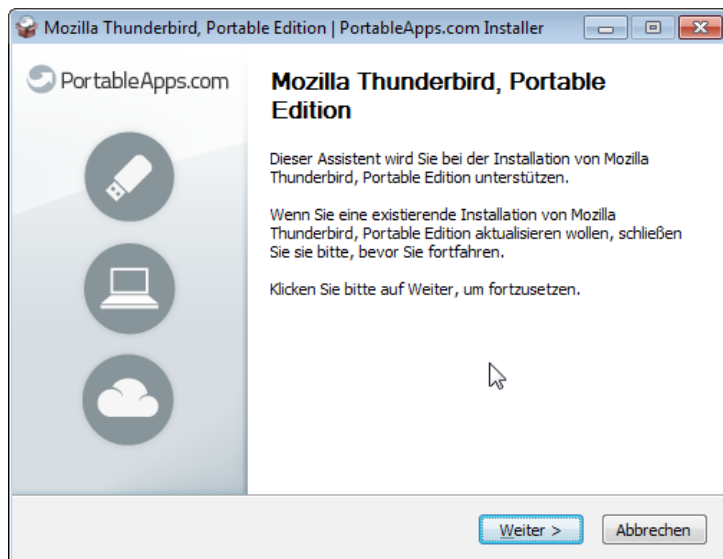 Mozilla Thunderbird, Portable Edition | PortableApps.com Installer
PortableApps.com
Mozilla Thunderbird, Portable
Edition
Dieser Assistent wird Sie bei der Installation von Mozilla
Thunderbird, Portable Edition unterstützen.
Wenn Sie eine existierende Installation von Mozilla
Thunderbird, Portable Edition aktualisieren wollen, schließen
Sie sie bitte, bevor Sie fortfahren.
Klicken Sie bitte auf Weiter, um fortzusetzen.
Weiter >
Abbrechen